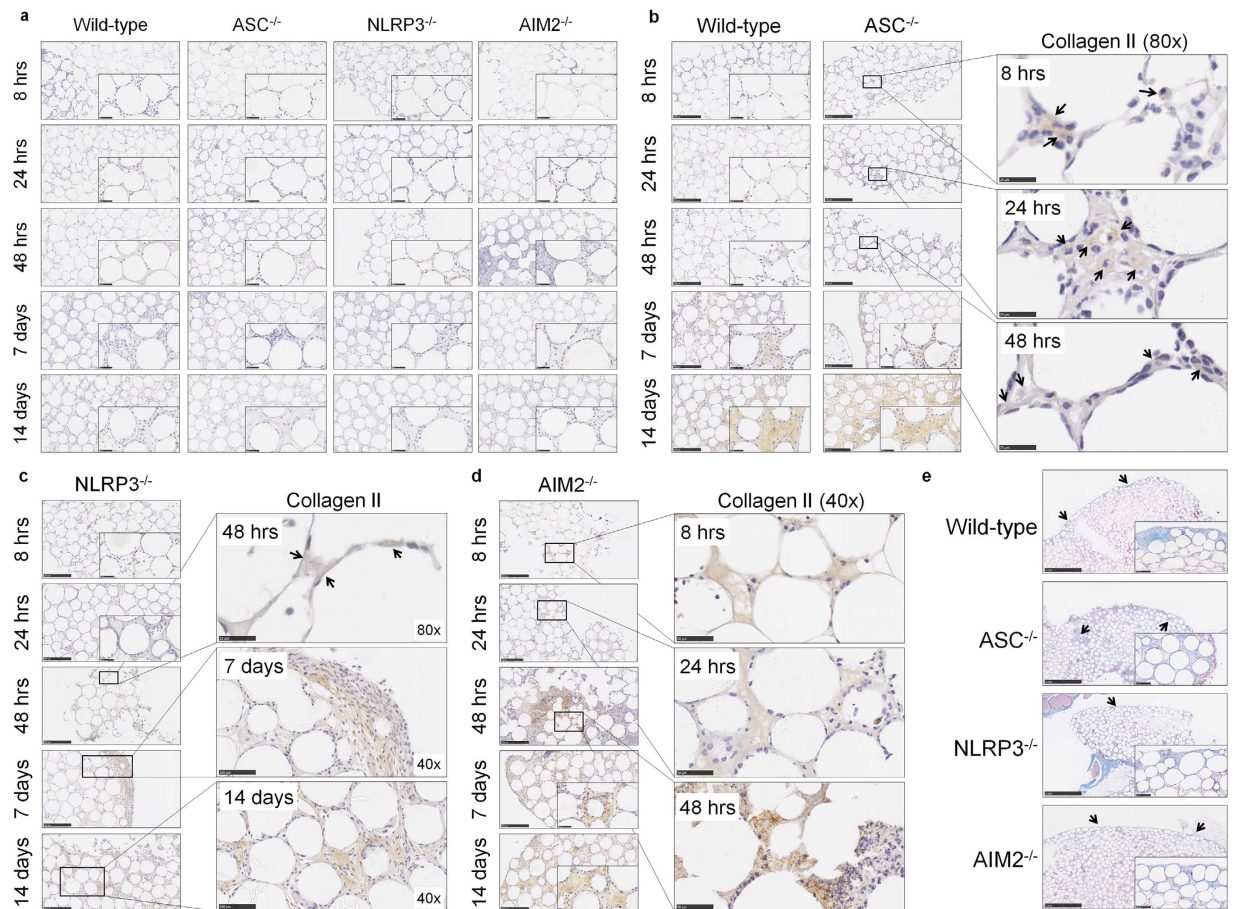 a
Wild-type ASC-/- NLRP3-/- AIM2-/-
8 hrs
24 hrs
48 hrs
7 days
14 days
b
Wild-type ASC-/-
Collagen II (80x)
8 hrs
24 hrs
48 hrs
7 days
14 days
8 hrs
24 hrs
48 hrs
c
NLRP3-/-
Collagen II
8 hrs
24 hrs
48 hrs
7 days
14 days
48 hrs
80x
7 days
40x
14 days
40x
d
AIM2-/-
Collagen II (40x)
8 hrs
24 hrs
48 hrs
7 days
14 days
8 hrs
24 hrs
48 hrs
e
Wild-type
ASC-/-
NLRP3-/-
AIM2-/-